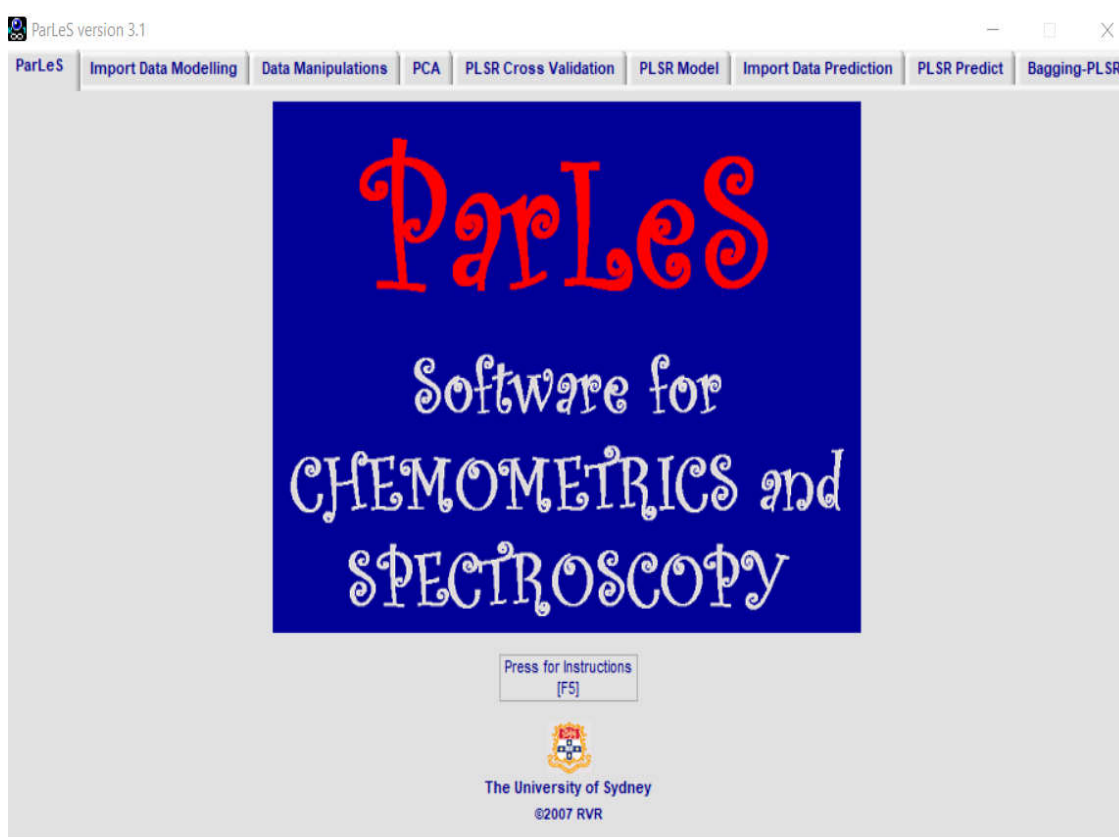 ParLeS version 3.1
ParLeS Import Data Modelling Data Manipulations PCA PLSR Cross Validation PLSR Model Import Data Prediction PLSR Predict Bagging-PLSR
ParLeS
Software for
CHEMOMETRICS and
SPECTROSCOPY
Press for Instructions
[F5]
The University of Sydney
©2007 RVR